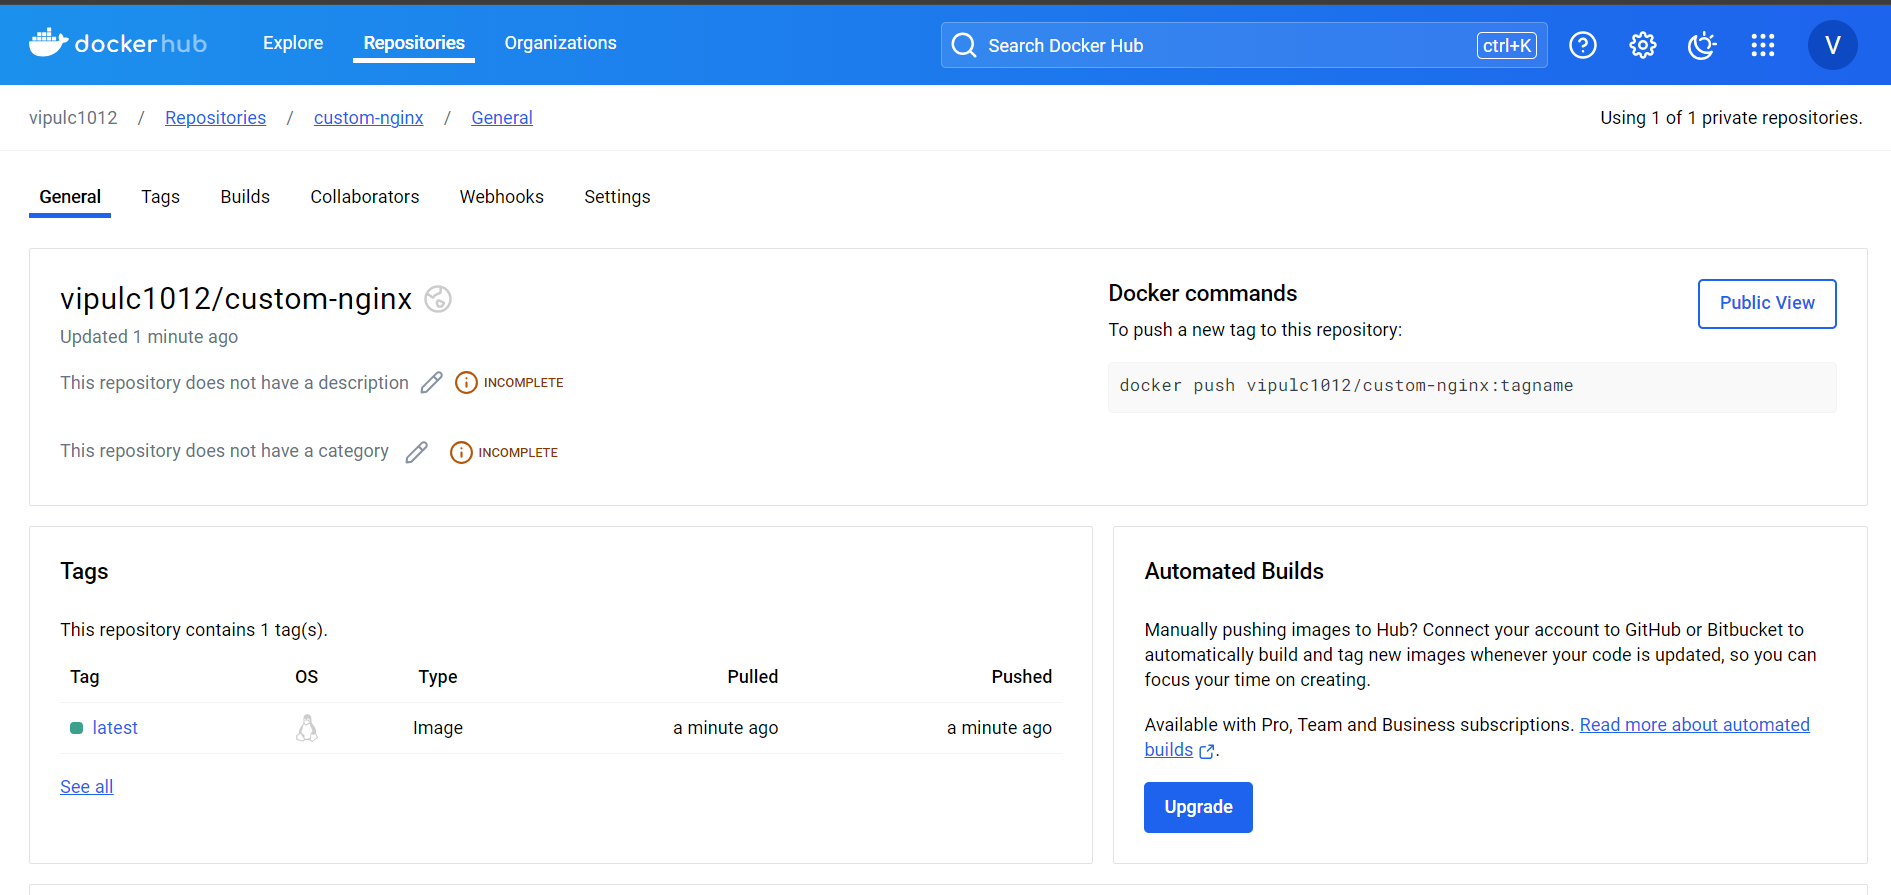 dockerhub Explore Repositories Organizations Search Docker Hub ctrl+K V
vipulc1012 / Repositories / custom-nginx / General Using 1 of 1 private repositories.
General Tags Builds Collaborators Webhooks Settings
vipulc1012/custom-nginx
Updated 1 minute ago
This repository does not have a description INCOMPLETE
This repository does not have a category INCOMPLETE
Docker commands
Public View
To push a new tag to this repository:
docker push vipulc1012/custom-nginx:tagname
Tags
This repository contains 1 tag(s).
Tag OS Type Pulled Pushed
latest Image a minute ago a minute ago
See all
Automated Builds
Manually pushing images to Hub? Connect your account to GitHub or Bitbucket to
automatically build and tag new images whenever your code is updated, so you can
focus your time on creating.
Available with Pro, Team and Business subscriptions. Read more about automated
builds.
Upgrade